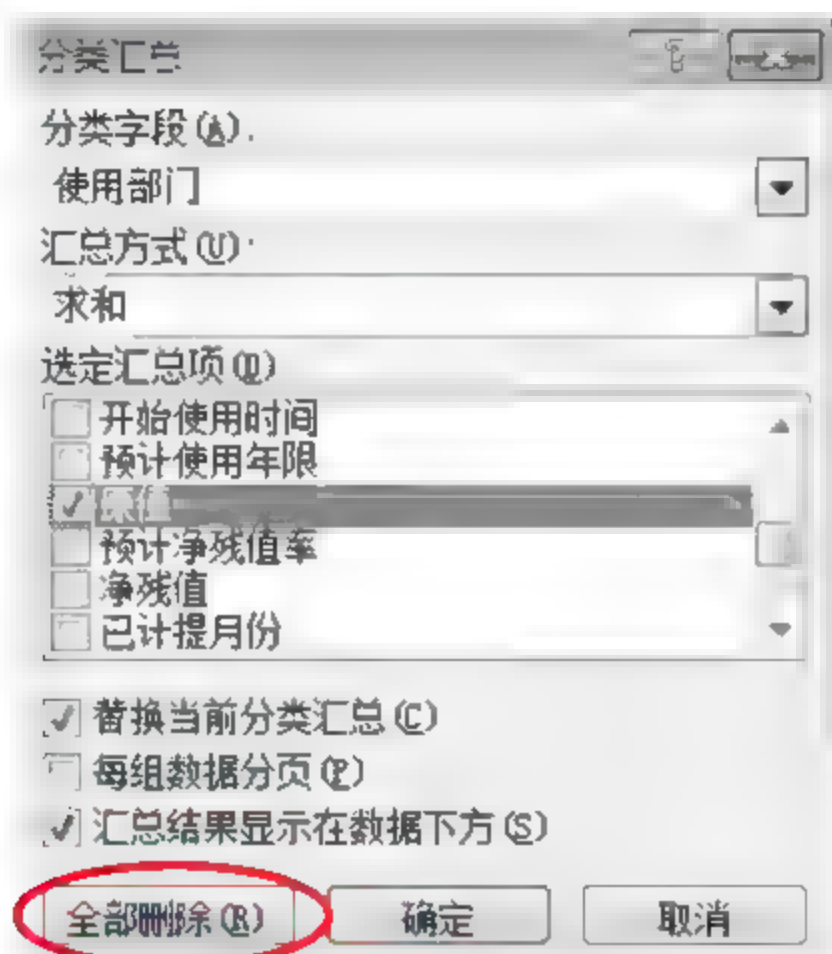 分类汇总
分类字段(A):
使用部门
汇总方式(U):
求和
选定汇总项(D)
开始使用时间
预计使用年限
原值
预计净残值率
净残值
已计提月份
替换当前分类汇总(C)
每组数据分页(P)
汇总结果显示在数据下方(S)
全部删除(R) 确定 取消